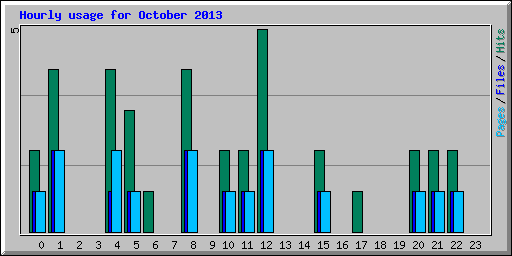 Hourly usage for October 2013
5
Pages/Files/Hits
0 1 2 3 4 5 6 7 8 9 10 11 12 13 14 15 16 17 18 19 20 21 22 23